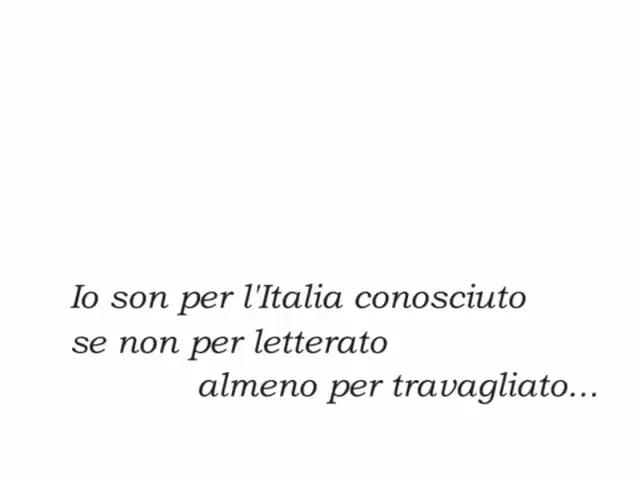 Io son per l'Italia conosciuto
se non per letterato
almeno per travagliato...